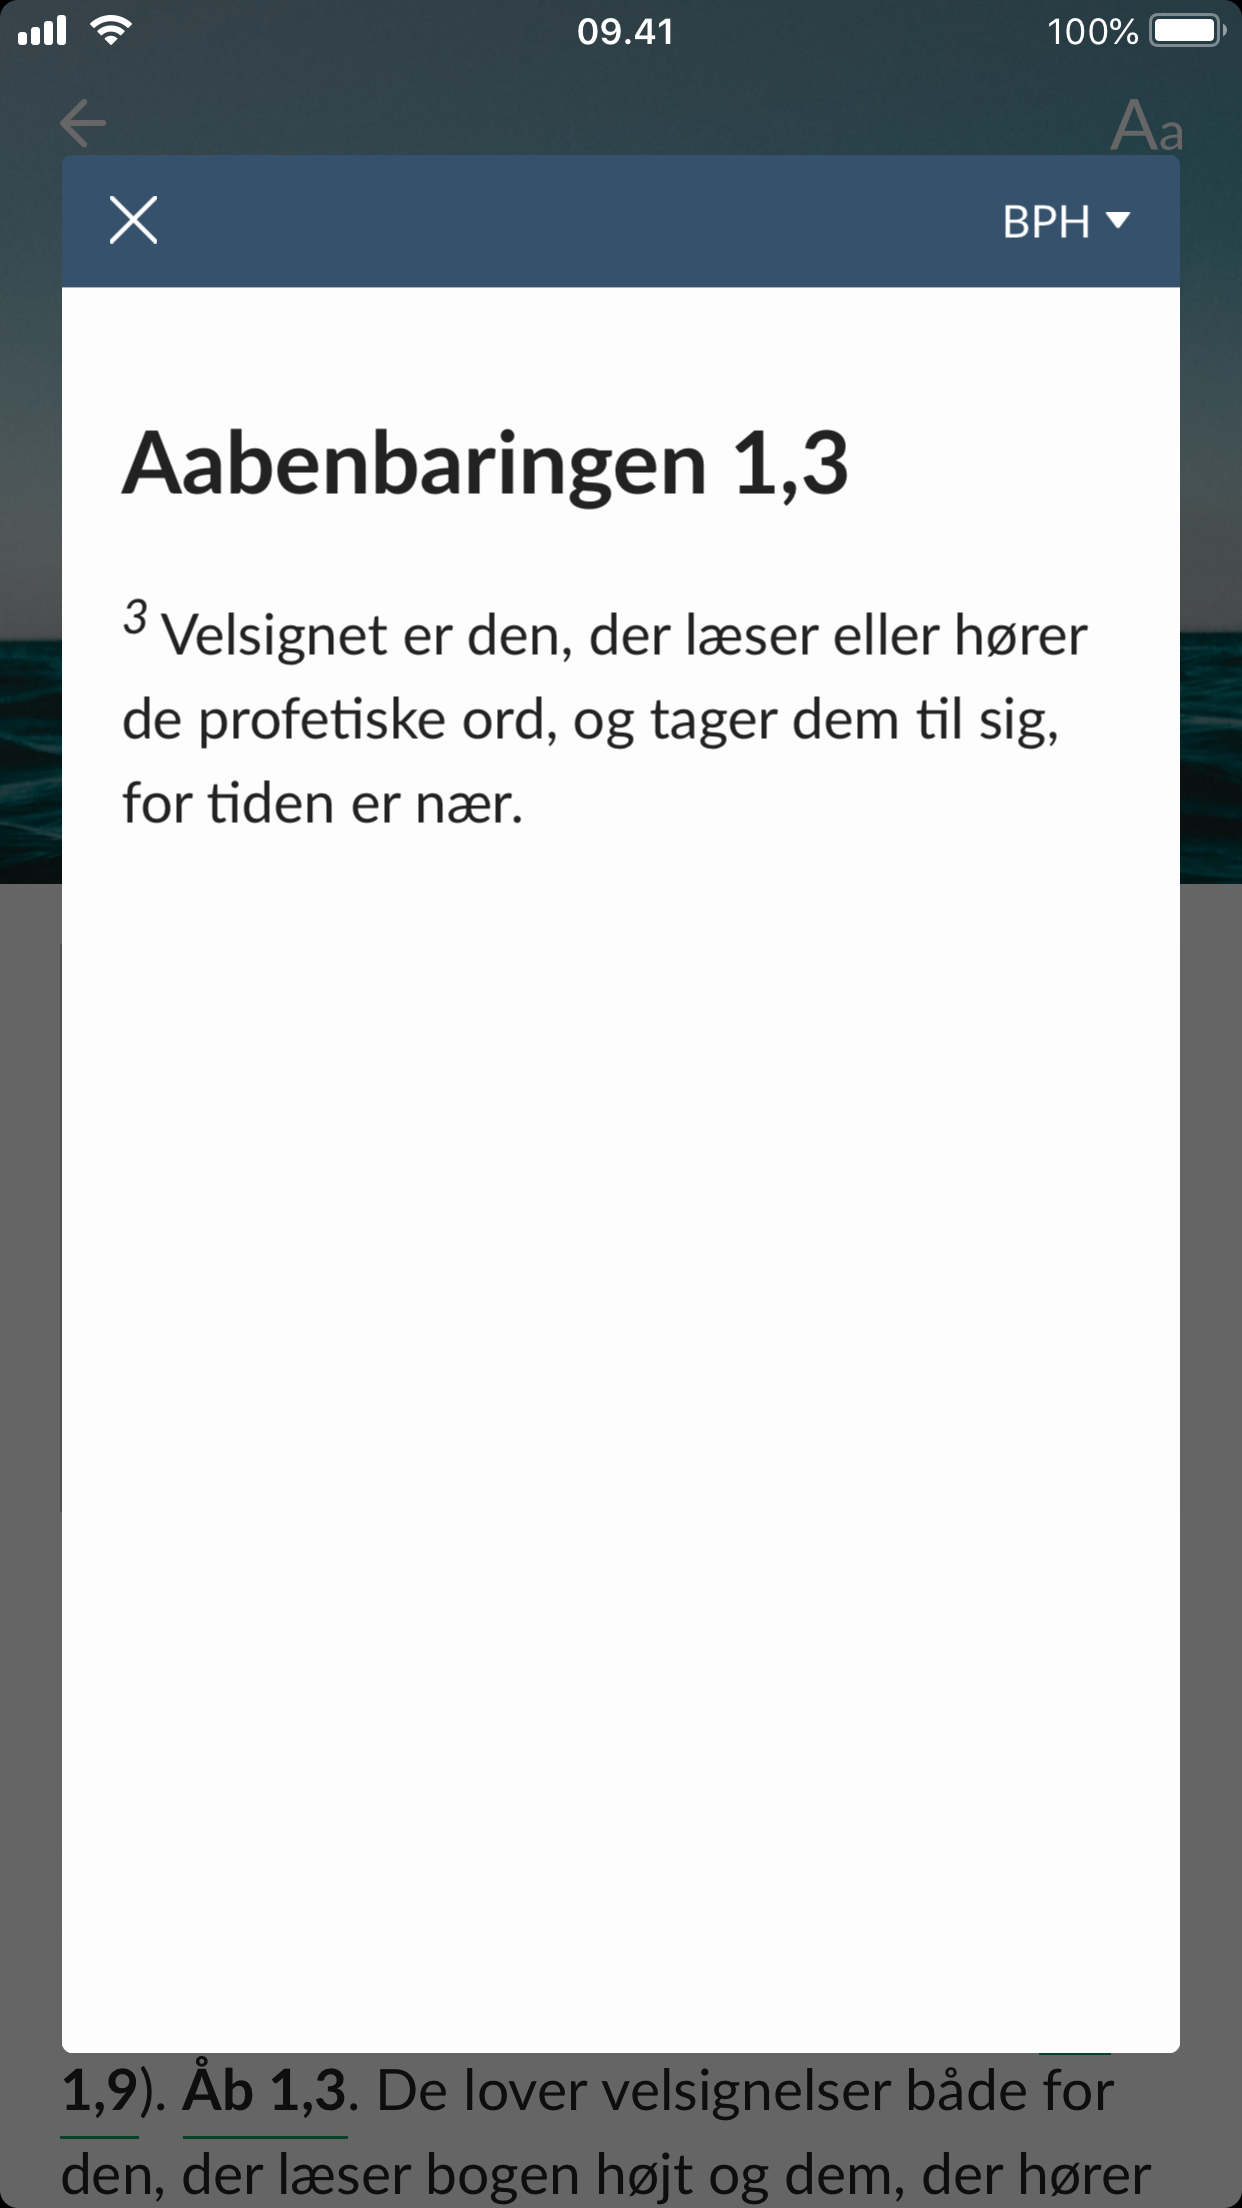 09.41
100%
Aa
BPH
Aabenbaringen 1,3
3 Velsignet er den, der læser eller hører
de profetiske ord, og tager dem til sig,
for tiden er nær.
1,9). Åb 1,3. De lover velsignelser både for
den, der læser bogen højt og dem, der hører